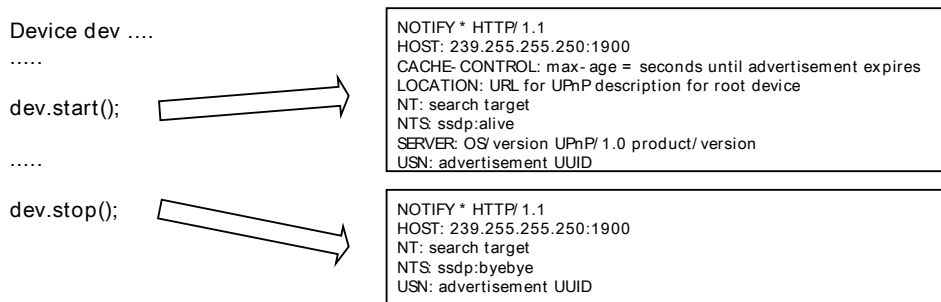 Device dev ....
.....
dev.start();
.....
dev.stop();
NOTIFY * HTTP/1.1
HOST: 239.255.255.250:1900
CACHE-CONTROL: max-age = seconds until advertisement expires
LOCATION: URL for UPnP description for root device
NT: search target
NTS: ssdp:alive
SERVER: OS/version UPnP/1.0 product/version
USN: advertisement UUID
NOTIFY * HTTP/1.1
HOST: 239.255.255.250:1900
NT: search target
NTS: ssdp:byebye
USN: advertisement UUID